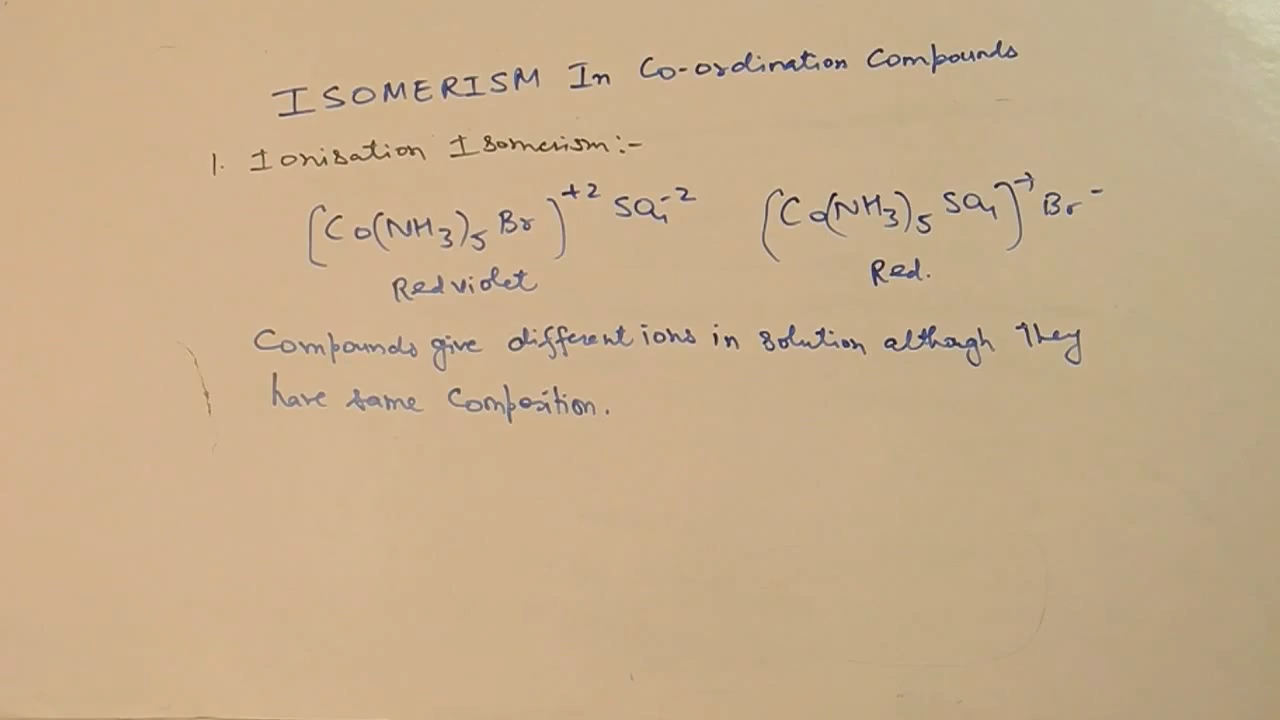 ISOMERISM In Co-ordination Compounds
1. Ionisation Isomerism:-
[Co(NH3)5 Br]+2 SO4-2 [Co(NH3)5 SO4]+ Br-
Red violet Red.
Compounds give different ions in solution although they
have same Composition.